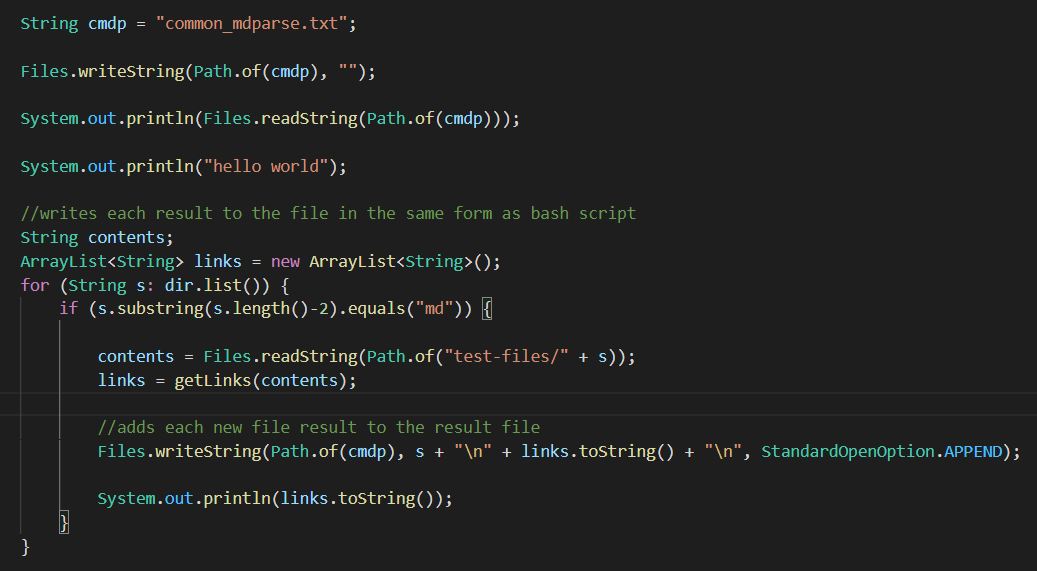 String cmdp = "common_mdparse.txt";
Files.writeString(Path.of(cmdp), "");
System.out.println(Files.readString(Path.of(cmdp)));
System.out.println("hello world");
//writes each result to the file in the same form as bash script
String contents;
ArrayList<String> links = new ArrayList<String>();
for (String s: dir.list()) {
    if (s.substring(s.length()-2).equals("md")) {
        contents = Files.readString(Path.of("test-files/" + s));
        links = getLinks(contents);
        //adds each new file result to the result file
        Files.writeString(Path.of(cmdp), s + "\n" + links.toString() + "\n", StandardOpenOption.APPEND);
        System.out.println(links.toString());
    }
}